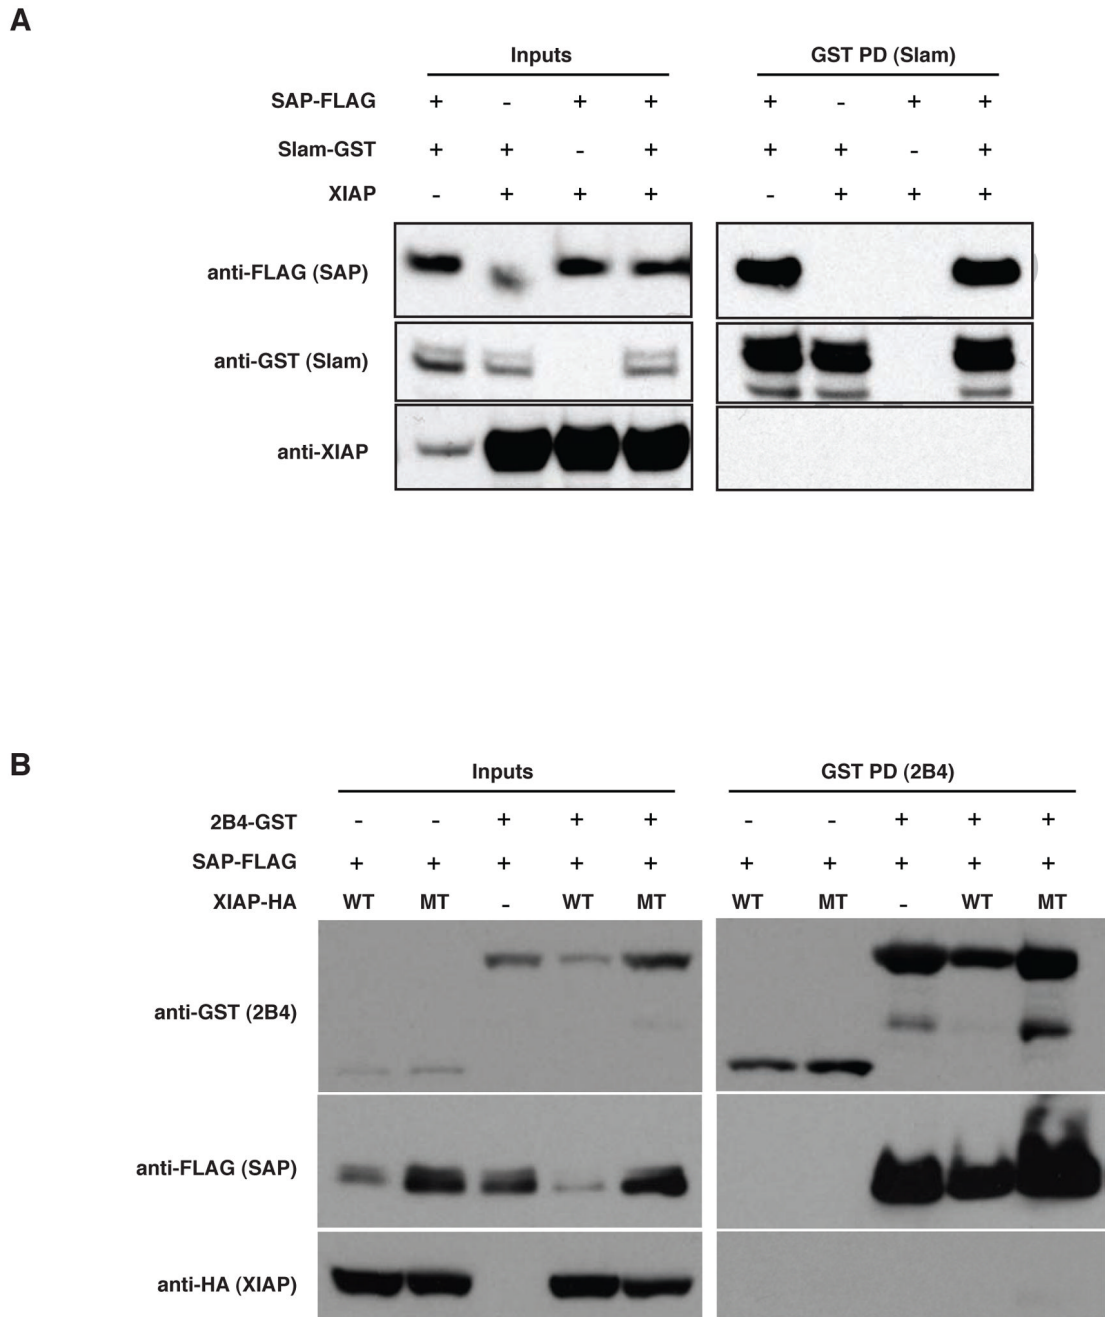 A
Inputs GST PD (Slam)
SAP-FLAG + - + + + - + +
Slam-GST + + - + + + - +
XIAP - + + + - + + +
anti-FLAG (SAP)
anti-GST (Slam)
anti-XIAP
B
Inputs GST PD (2B4)
2B4-GST - - + + + - - + + +
SAP-FLAG + + + + + + + + + +
XIAP-HA WT MT - WT MT WT MT - WT MT
anti-GST (2B4)
anti-FLAG (SAP)
anti-HA (XIAP)